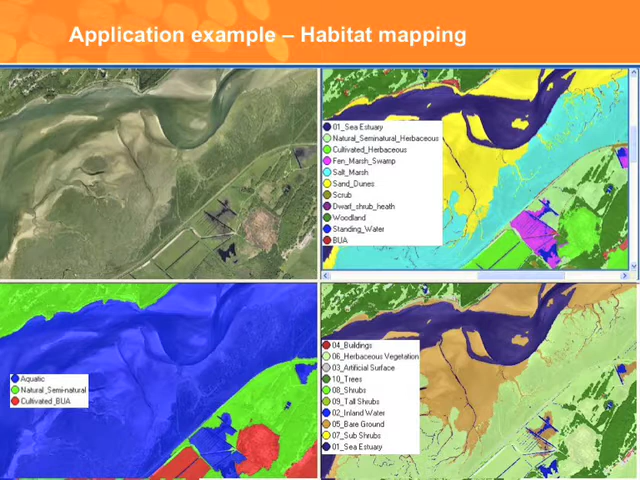 Application example – Habitat mapping
01_Sea Estuary
Natural_Seminatural_Herbaceous
Cultivated_Herbaceous
Fen_Marsh_Swamp
Salt_Marsh
Sand_Dunes
Scrub
Dwarf_shrub_heath
Woodland
Standing_Water
BUA
Aquatic
Natural_Semi-natural
Cultivated_BUA
04_Buildings
06_Herbaceous Vegetation
03_Artificial Surface
10_Trees
08_Shrubs
09_Tall Shrubs
02_Inland Water
05_Bare Ground
07_Sub Shrubs
01_Sea Estuary